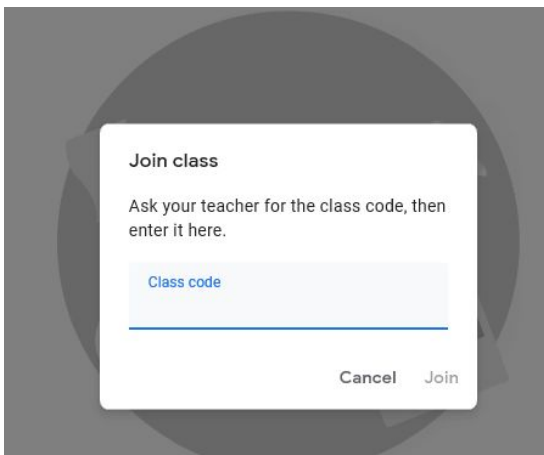 Join class
Ask your teacher for the class code, then
enter it here.
Class code
Cancel Join